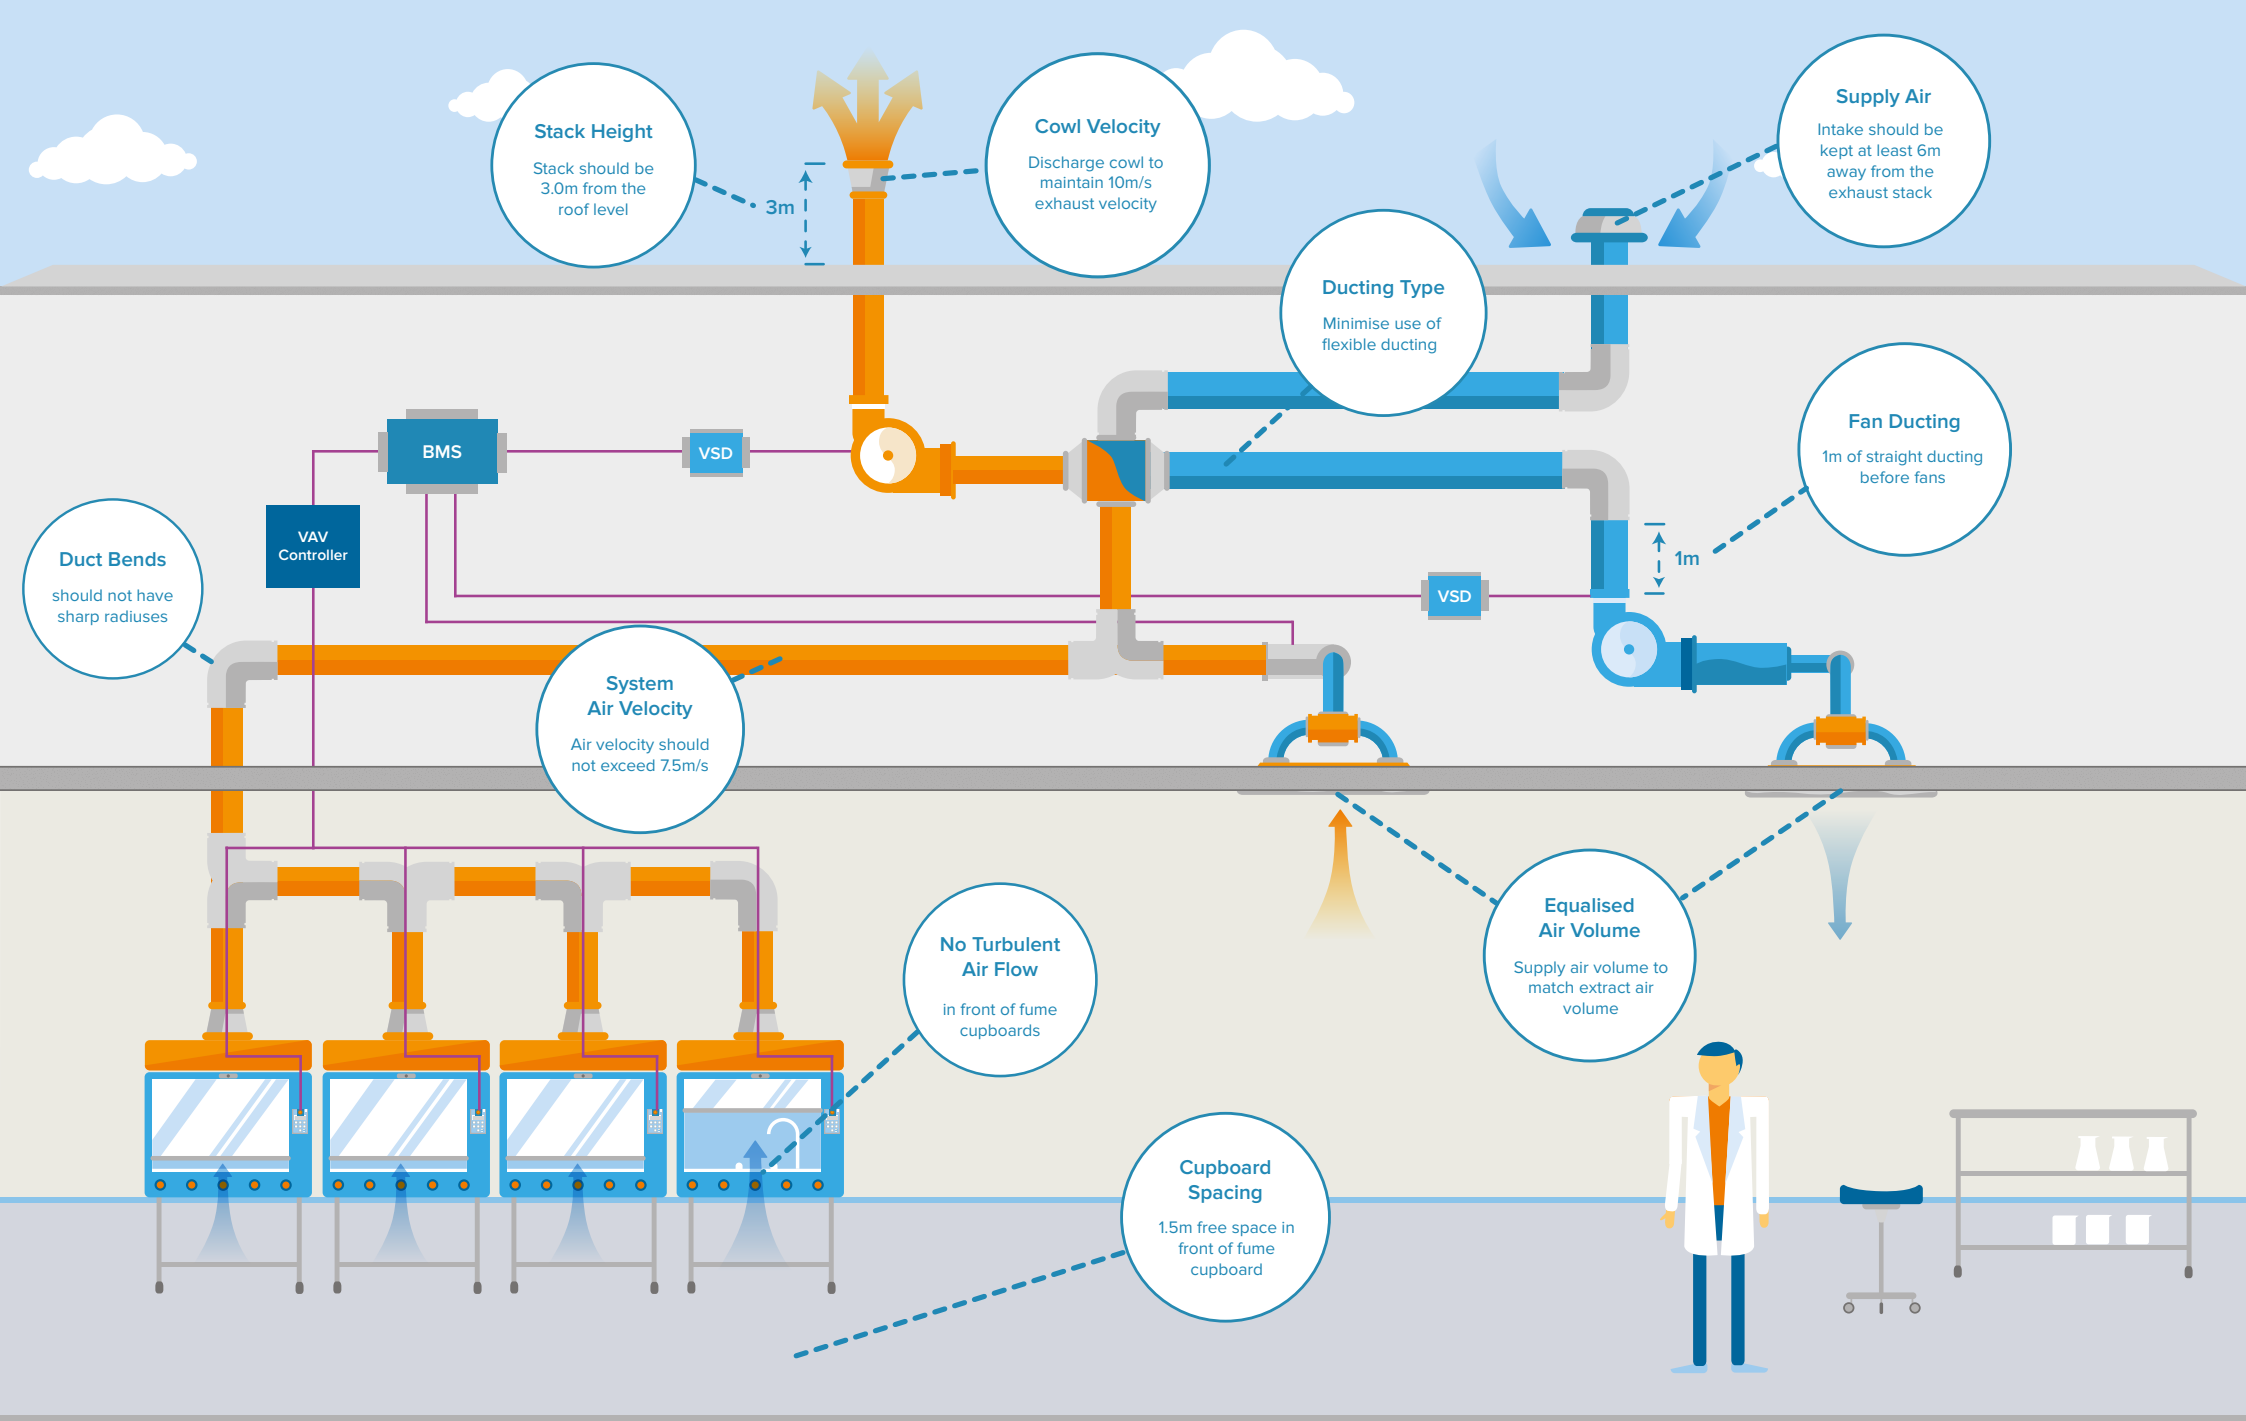 Stack Height
Stack should be
3.0m from the
roof level
3m
Cowl Velocity
Discharge cowl to
maintain 10m/s
exhaust velocity
Supply Air
Intake should be
kept at least 6m
away from the
exhaust stack
Ducting Type
Minimise use of
flexible ducting
Fan Ducting
1m of straight ducting
before fans
1m
BMS
VSD
VAV
Controller
VSD
Duct Bends
should not have
sharp radiuses
System
Air Velocity
Air velocity should
not exceed 7.5m/s
No Turbulent
Air Flow
in front of fume
cupboards
Equalised
Air Volume
Supply air volume to
match extract air
volume
Cupboard
Spacing
1.5m free space in
front of fume
cupboard